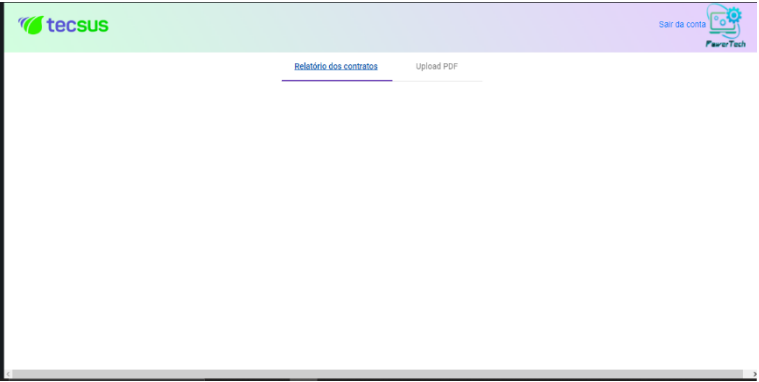 tecsus
Sair da conta
PowerTech
Relatório dos contratos
Upload PDF